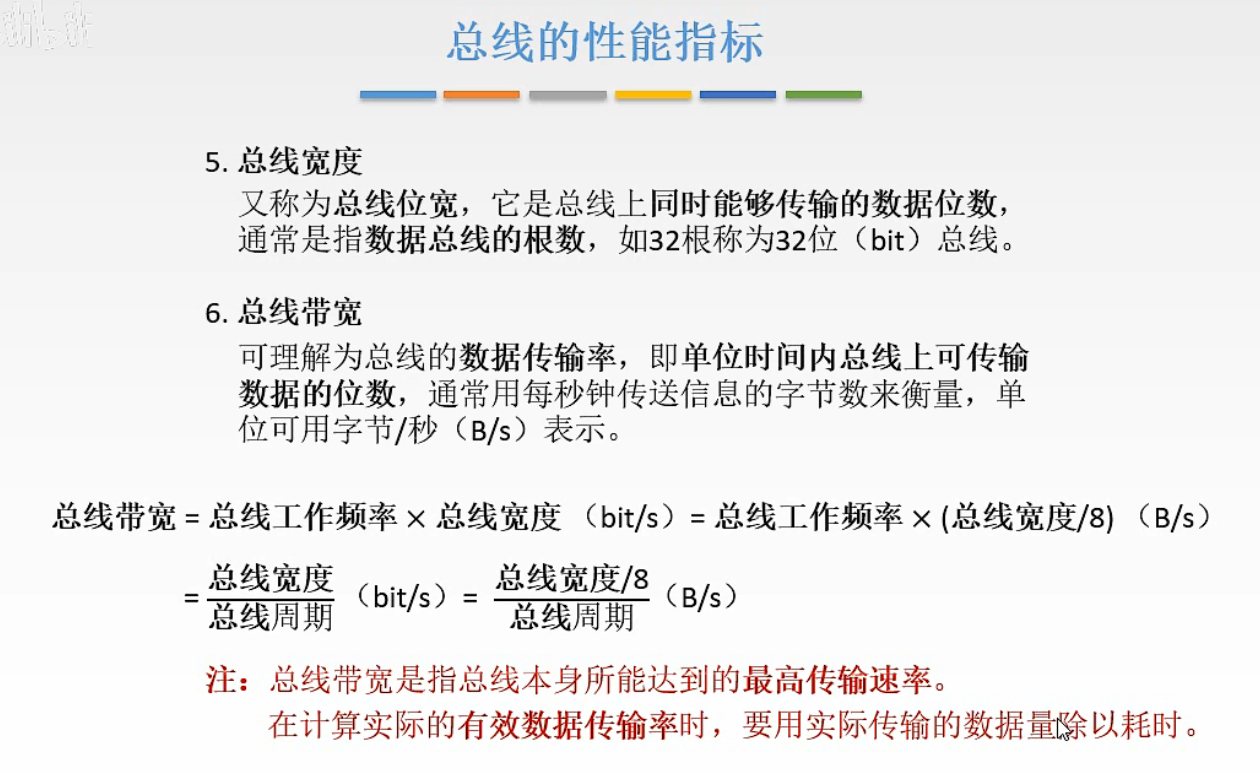 总线的性能指标
5. 总线宽度
又称为总线位宽，它是总线上同时能够传输的数据位数，
通常是指数据总线的根数，如32根称为32位（bit）总线。
6. 总线带宽
可理解为总线的数据传输率，即单位时间内总线上可传输
数据的位数，通常用每秒钟传送信息的字节数来衡量，单
位可用字节/秒（B/s）表示。
总线带宽 = 总线工作频率 × 总线宽度 （bit/s）= 总线工作频率 × (总线宽度/8) （B/s）
= 总线宽度/总线周期 （bit/s）= 总线宽度/8/总线周期（B/s）
注：总线带宽是指总线本身所能达到的最高传输速率。
在计算实际的有效数据传输率时，要用实际传输的数据量除以耗时。